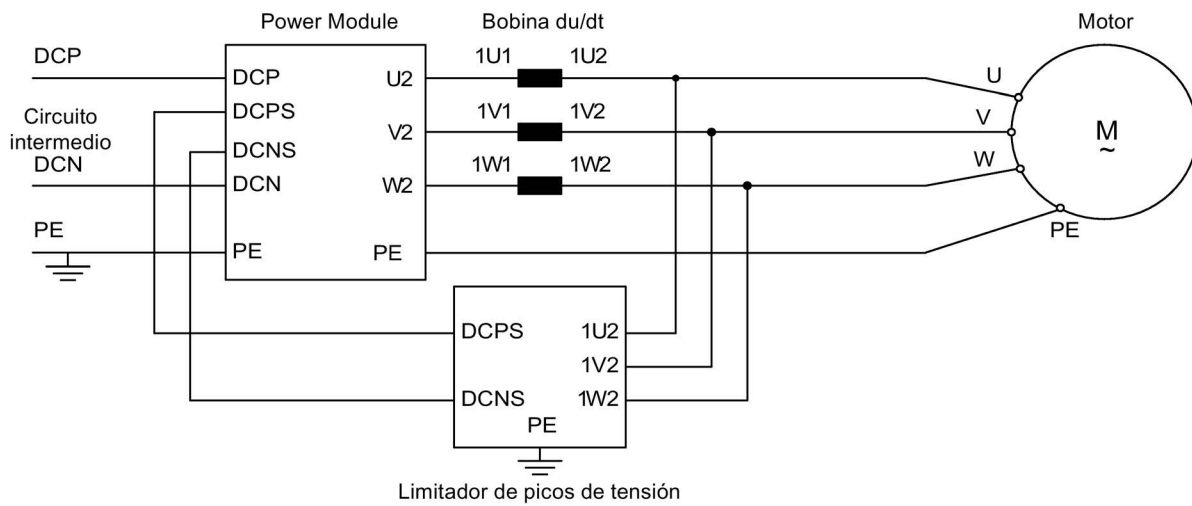 Power Module
Bobina du/dt
Motor
DCP
DCP
U2
1U1
1U2
U
Circuito
intermedio
DCPS
V2
1V1
1V2
V
M
~
DCNS
DCN
DCN
W2
1W1
1W2
W
PE
PE
PE
PE
DCPS
1U2
1V2
DCNS
1W2
PE
Limitador de picos de tensión